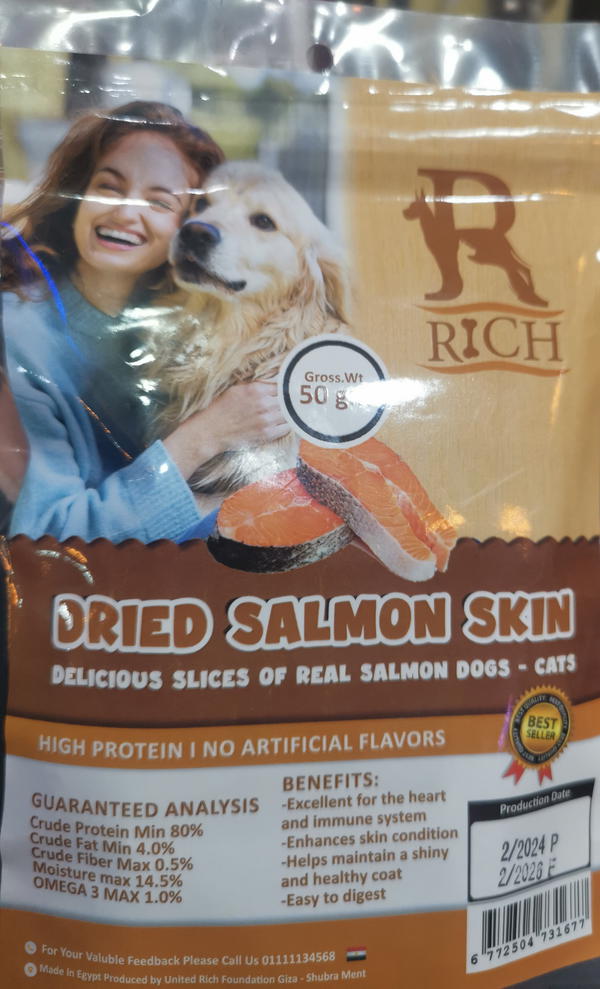 R
RICH
Gross.Wt
50 g
DRIED SALMON SKIN
DELICIOUS SLICES OF REAL SALMON DOGS - CATS
BEST QUALITY
BEST
SELLER
HIGH PROTEIN I NO ARTIFICIAL FLAVORS
GUARANTEED ANALYSIS
Crude Protein Min 80%
Crude Fat Min 4.0%
Crude Fiber Max 0.5%
Moisture max 14.5%
OMEGA 3 MAX 1.0%
BENEFITS:
-Excellent for the heart
and immune system
-Enhances skin condition
-Helps maintain a shiny
and healthy coat
-Easy to digest
Production Date
2/2024 P
2/2026 E
6 772504 731677
For Your Valuble Feedback Please Call Us 01111134568
Made In Egypt Produced by United Rich Foundation Giza - Shubra Ment